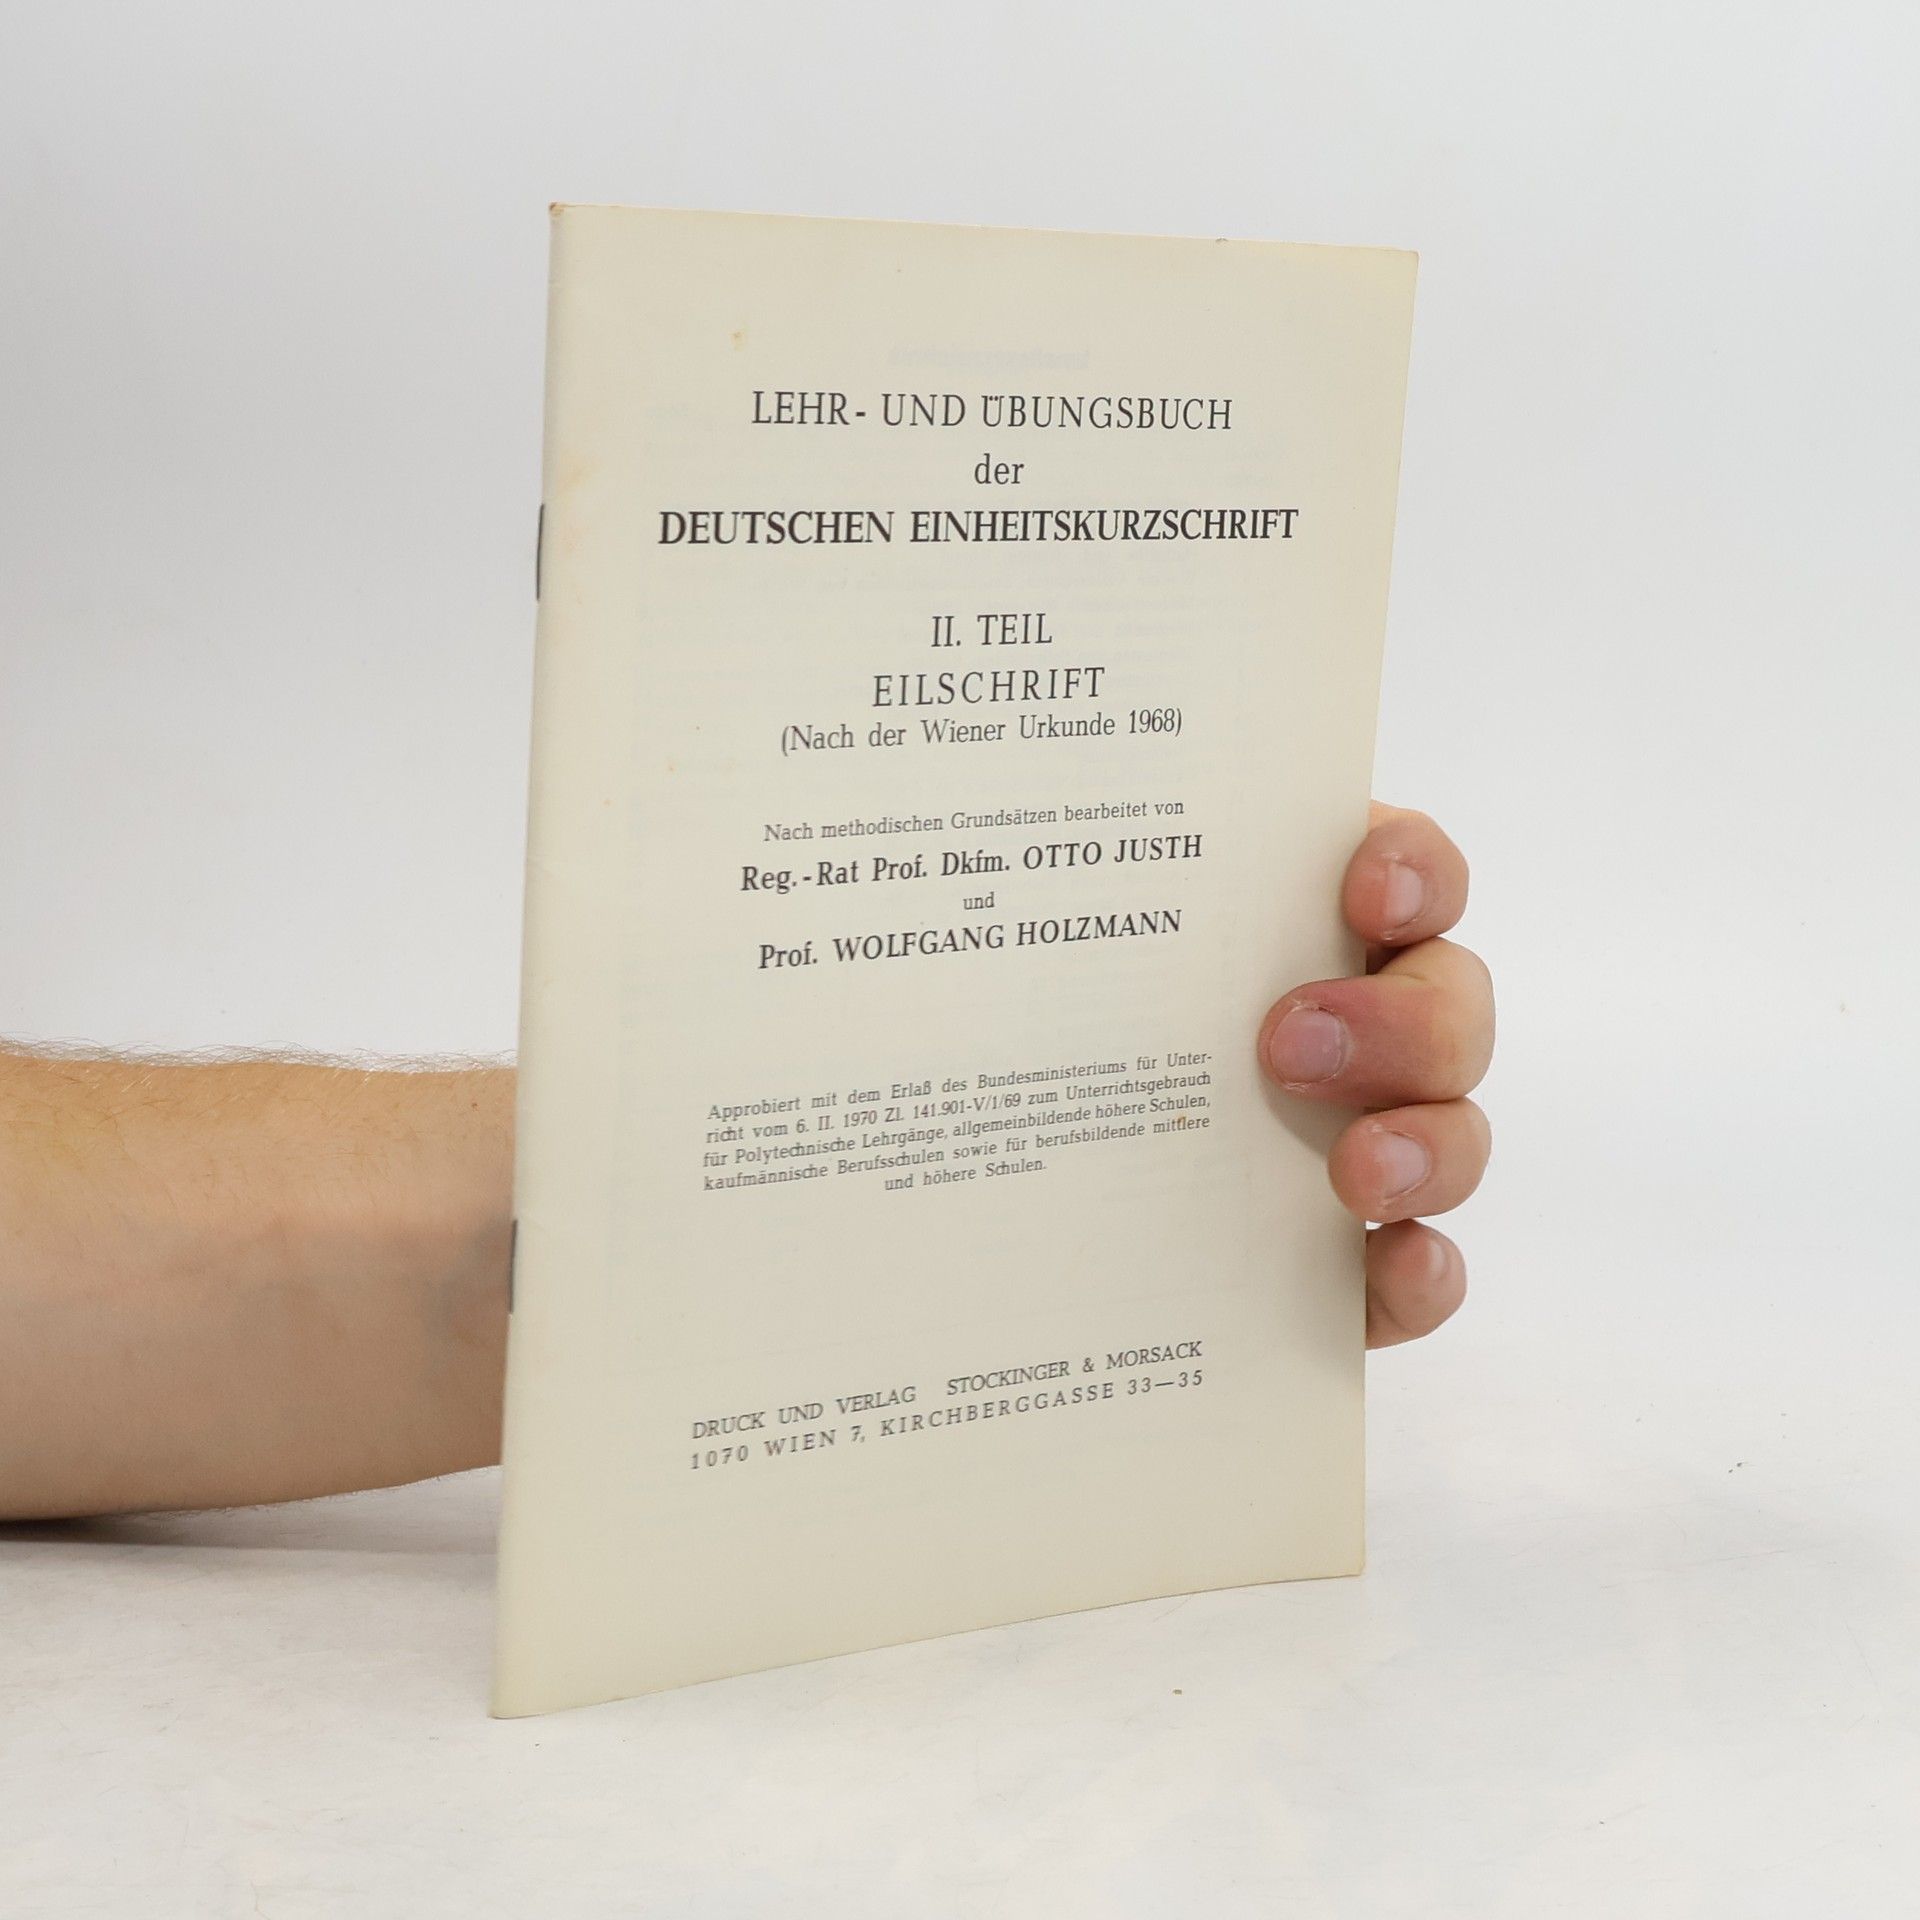 LEHR- UND ÜBUNGSBUCH
der
DEUTSCHEN EINHEITSKURZSCHRIFT
II. TEIL
EILSCHRIFT
(Nach der Wiener Urkunde 1968)
Nach methodischen Grundsätzen bearbeitet von
Reg.-Rat Prof. Dkfm. OTTO JUSTH
und
Prof. WOLFGANG HOLZMANN
Approbiert mit dem Erlaß des Bundesministeriums für Unter-
richt vom 6. II. 1970 Zl. 141.901-V/1/69 zum Unterrichtsgebrauch
für Polytechnische Lehrgänge, allgemeinbildende höhere Schulen,
kaufmännische Berufsschulen sowie für berufsbildende mittlere
und höhere Schulen.
DRUCK UND VERLAG STOCKINGER & MORSACK
1070 WIEN 7, KIRCHBERGGASSE 33—35